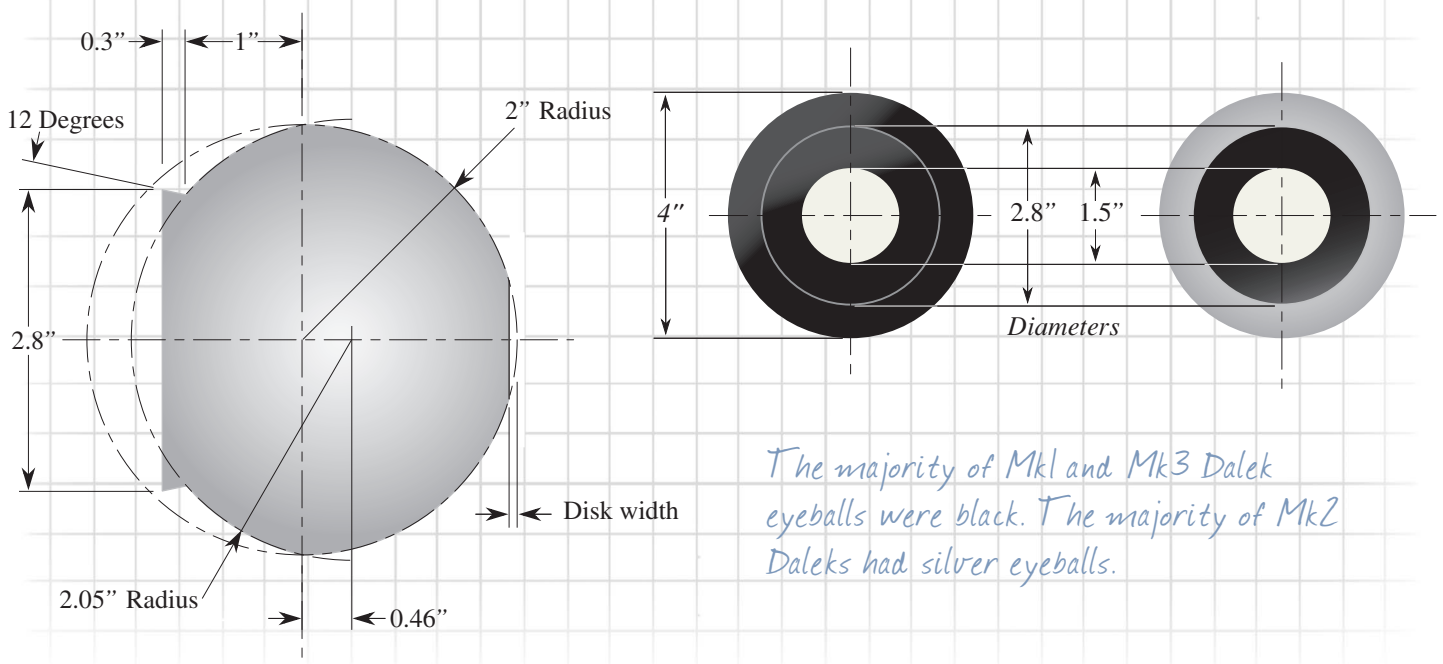 0.3”
1”
12 Degrees
2” Radius
2.8”
Disk width
2.05” Radius
0.46”
4”
2.8”
1.5”
Diameters
The majority of Mk1 and Mk3 Dalek
eyeballs were black. The majority of Mk2
Daleks had silver eyeballs.